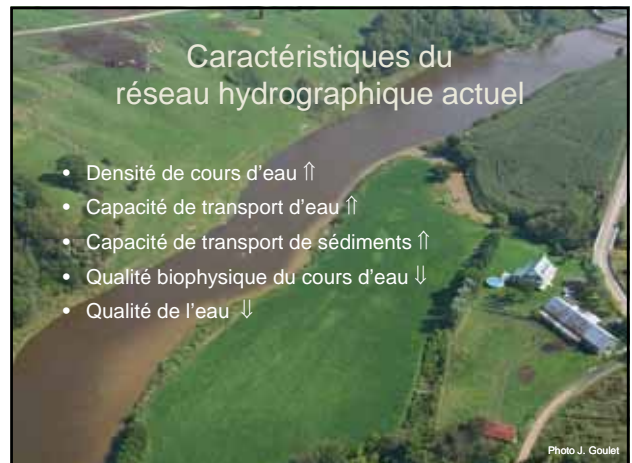 Caractéristiques du
réseau hydrographique actuel
• Densité de cours d'eau ⇑
• Capacité de transport d'eau ⇑
• Capacité de transport de sédiments ⇑
• Qualité biophysique du cours d'eau ⇓
• Qualité de l'eau ⇓
Photo J. Goulet